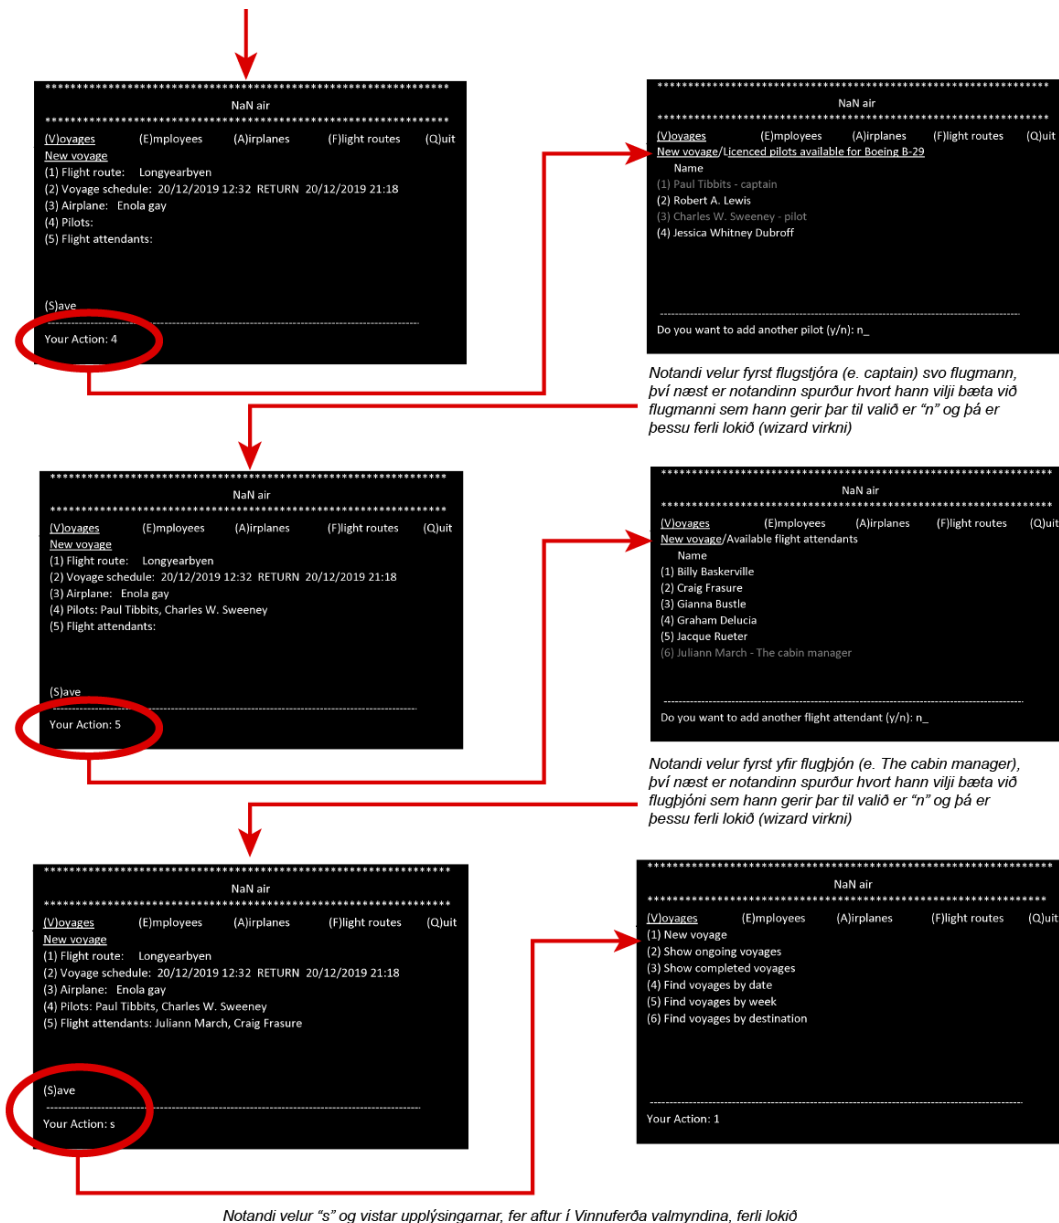 ************************************************************
NaN air
************************************************************
(V)oyages (E)mployees (A)irplanes (F)light routes (Q)uit
New voyage
(1) Flight route: Longyearbyen
(2) Voyage schedule: 20/12/2019 12:32 RETURN 20/12/2019 21:18
(3) Airplane: Enola gay
(4) Pilots:
(5) Flight attendants:
(S)ave
Your Action: 4
************************************************************
NaN air
************************************************************
(V)oyages (E)mployees (A)irplanes (F)light routes (Q)uit
New voyage/Licenced pilots available for Boeing B-29
Name
(1) Paul Tibbits - captain
(2) Robert A. Lewis
(3) Charles W. Sweeney - pilot
(4) Jessica Whitney Dubroff
Do you want to add another pilot (y/n): n_
Notandi velur fyrst flugstjóra (e. captain) svo flugmann,
því næst er notandinn spurður hvort hann vilji bæta við
flugmanni sem hann gerir þar til valið er “n” og þá er
þessu ferli lokið (wizard virkni)
************************************************************
NaN air
************************************************************
(V)oyages (E)mployees (A)irplanes (F)light routes (Q)uit
New voyage
(1) Flight route: Longyearbyen
(2) Voyage schedule: 20/12/2019 12:32 RETURN 20/12/2019 21:18
(3) Airplane: Enola gay
(4) Pilots: Paul Tibbits, Charles W. Sweeney
(5) Flight attendants:
(S)ave
Your Action: 5
************************************************************
NaN air
************************************************************
(V)oyages (E)mployees (A)irplanes (F)light routes (Q)uit
New voyage/Available flight attendants
Name
(1) Billy Baskerville
(2) Craig Frasure
(3) Gianna Bustle
(4) Graham Delucia
(5) Jacque Rueter
(6) Juliann March - The cabin manager
Do you want to add another flight attendant (y/n): n_
Notandi velur fyrst yfir flugþjón (e. The cabin manager),
því næst er notandinn spurður hvort hann vilji bæta við
flugþjóni sem hann gerir þar til valið er “n” og þá er
þessu ferli lokið (wizard virkni)
************************************************************
NaN air
************************************************************
(V)oyages (E)mployees (A)irplanes (F)light routes (Q)uit
New voyage
(1) Flight route: Longyearbyen
(2) Voyage schedule: 20/12/2019 12:32 RETURN 20/12/2019 21:18
(3) Airplane: Enola gay
(4) Pilots: Paul Tibbits, Charles W. Sweeney
(5) Flight attendants: Juliann March, Craig Frasure
(S)ave
Your Action: s
************************************************************
NaN air
************************************************************
(V)oyages (E)mployees (A)irplanes (F)light routes (Q)uit
(1) New voyage
(2) Show ongoing voyages
(3) Show completed voyages
(4) Find voyages by date
(5) Find voyages by week
(6) Find voyages by destination
Your Action: 1
Notandi velur “s” og vistar upplýsingarnar, fer aftur í Vinnuferða valmyndina, ferli lokið